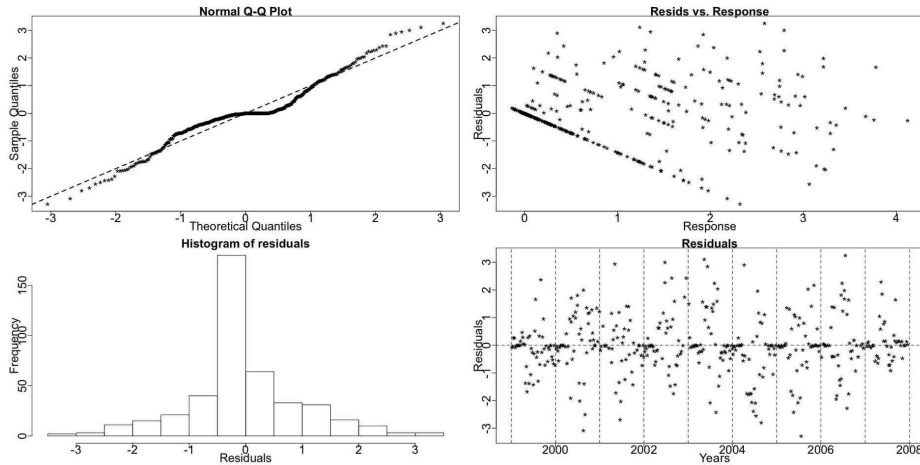 Normal Q-Q Plot
Sample Quantiles
3
2
1
0
-1
-2
-3
-3 -2 -1 0 1 2 3
Theoretical Quantiles
Resids vs. Response
Residuals
3
2
1
0
-1
-2
-3
0 1 2 3 4
Response
Histogram of residuals
Frequency
150
100
50
0
-3 -2 -1 0 1 2 3
Residuals
Residuals
Residuals
3
2
1
0
-1
-2
-3
2000 2002 2004 2006 2008
Years